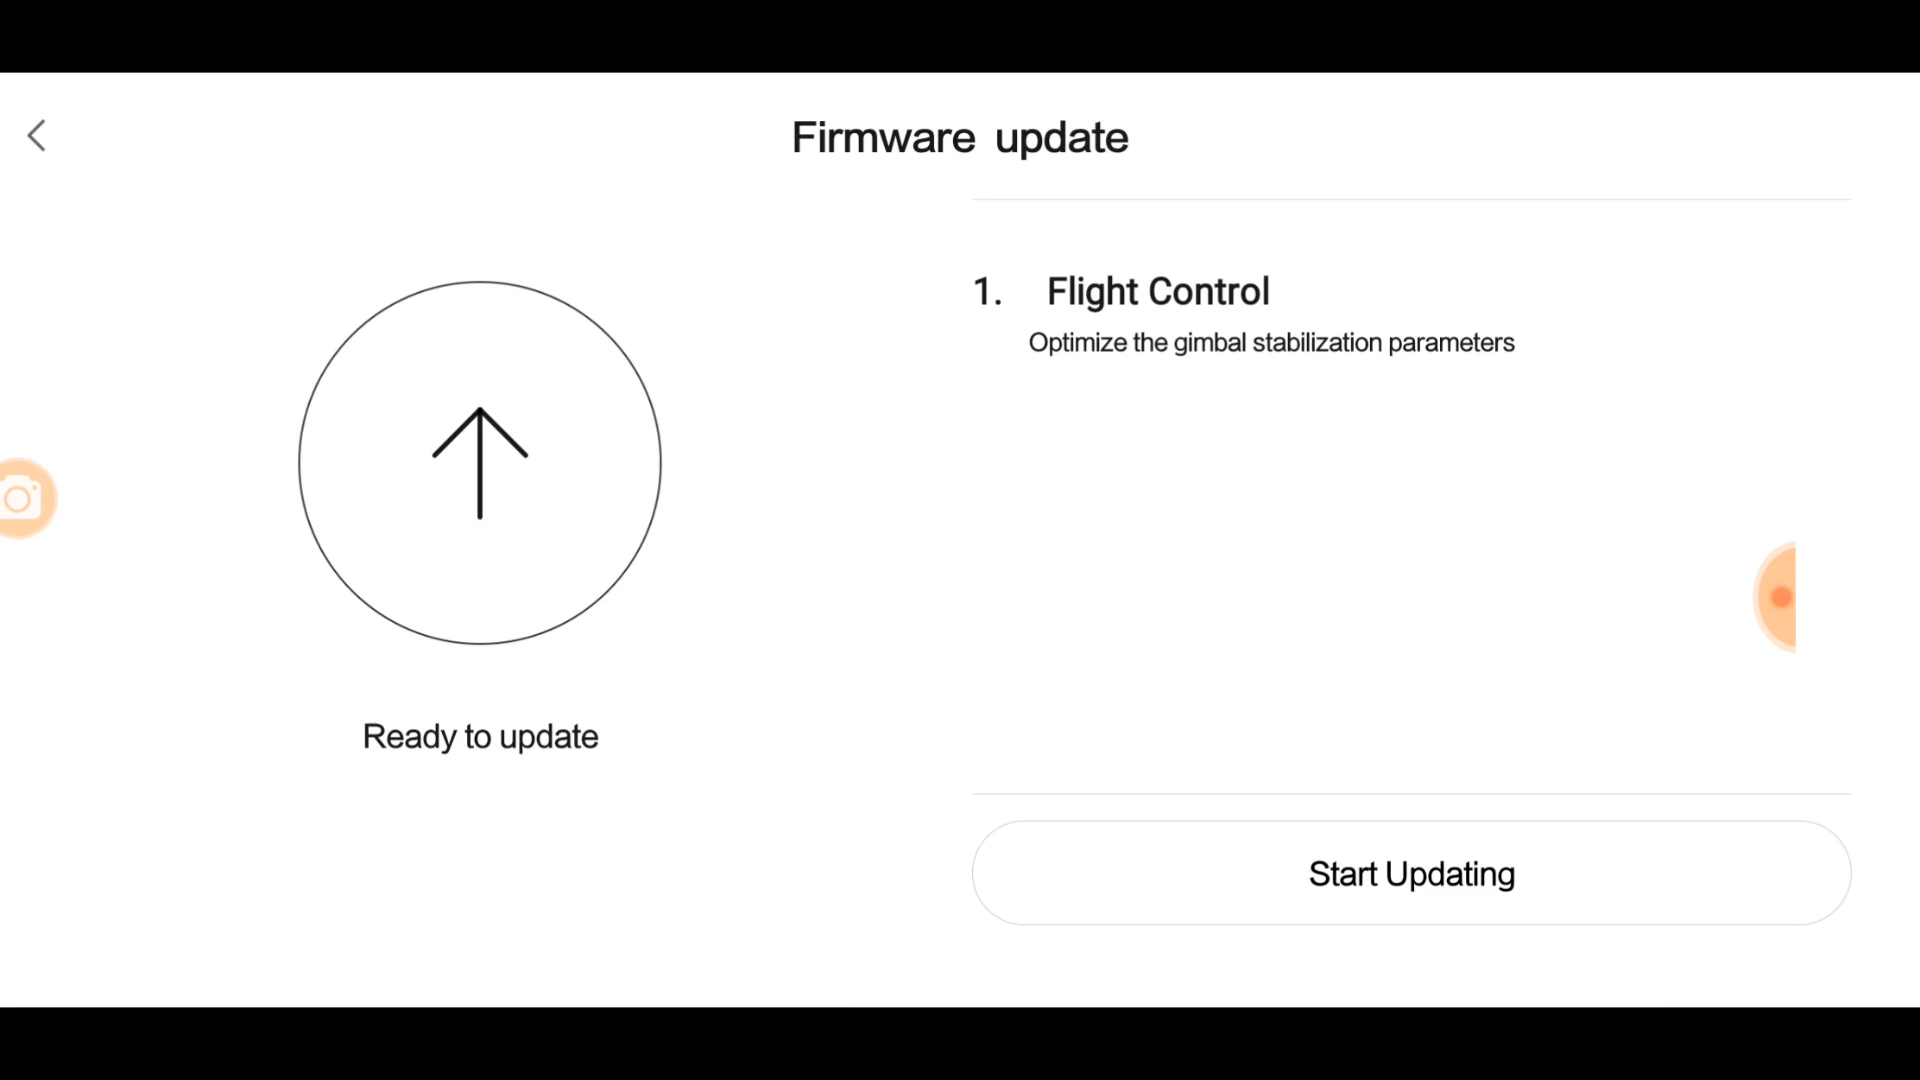 Firmware update
1. Flight Control
Optimize the gimbal stabilization parameters
Ready to update
Start Updating